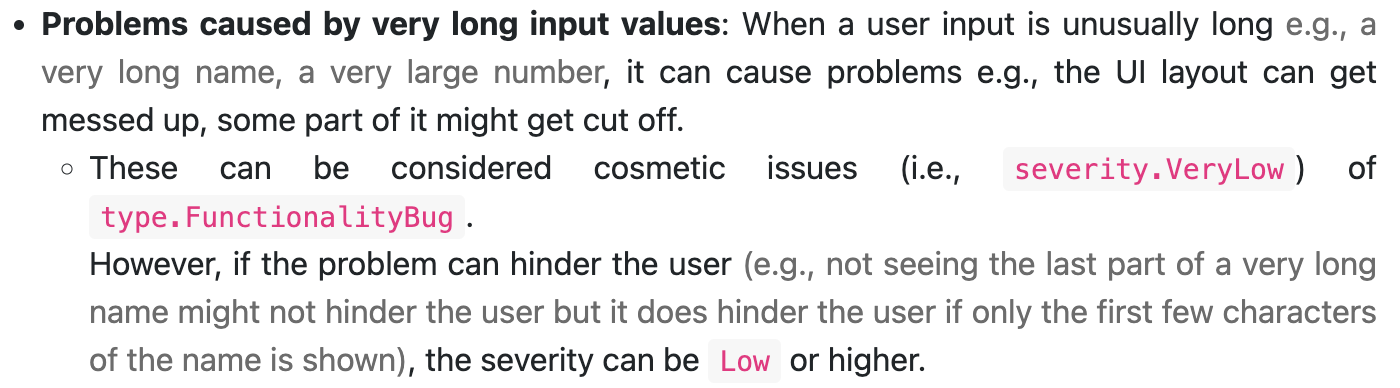 • Problems caused by very long input values: When a user input is unusually long e.g., a
very long name, a very large number, it can cause problems e.g., the UI layout can get
messed up, some part of it might get cut off.
○ These can be considered cosmetic issues (i.e., severity.VeryLow) of
type.FunctionalityBug.
However, if the problem can hinder the user (e.g., not seeing the last part of a very long
name might not hinder the user but it does hinder the user if only the first few characters
of the name is shown), the severity can be Low or higher.